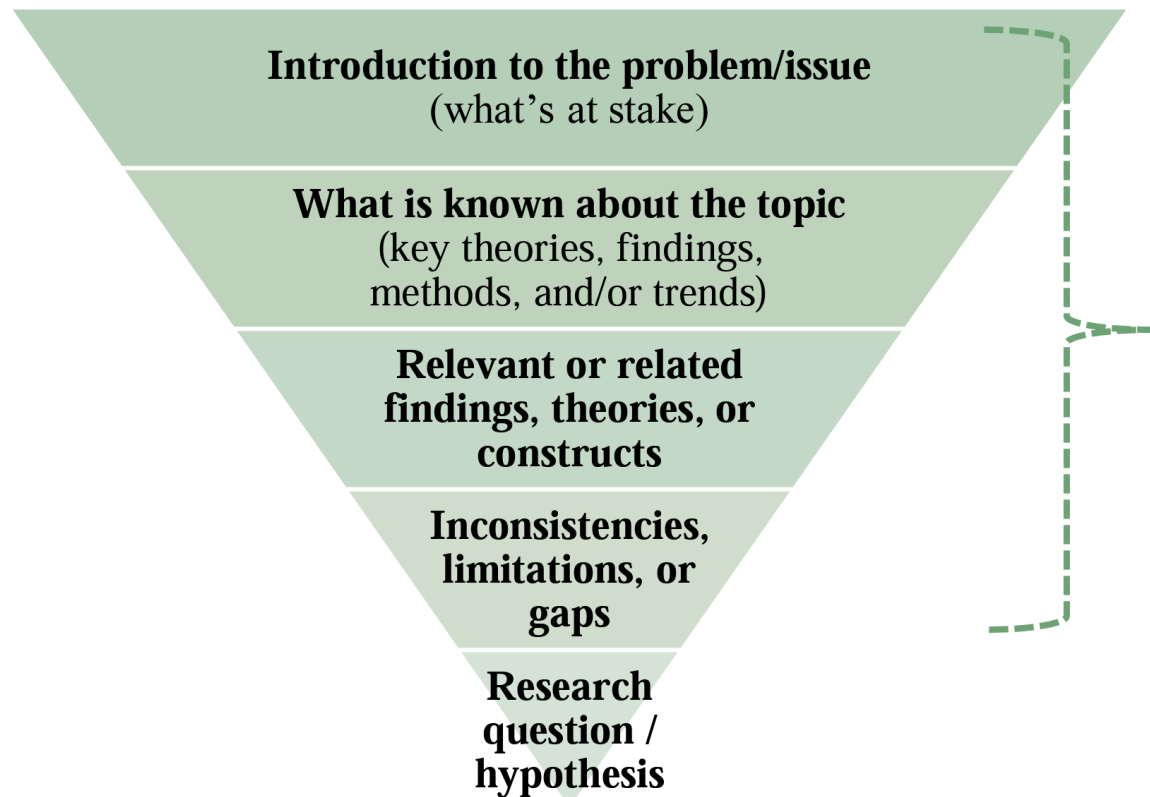 Introduction to the problem/issue
(what’s at stake)
What is known about the topic
(key theories, findings,
methods, and/or trends)
Relevant or related
findings, theories, or
constructs
Inconsistencies,
limitations, or
gaps
Research
question /
hypothesis